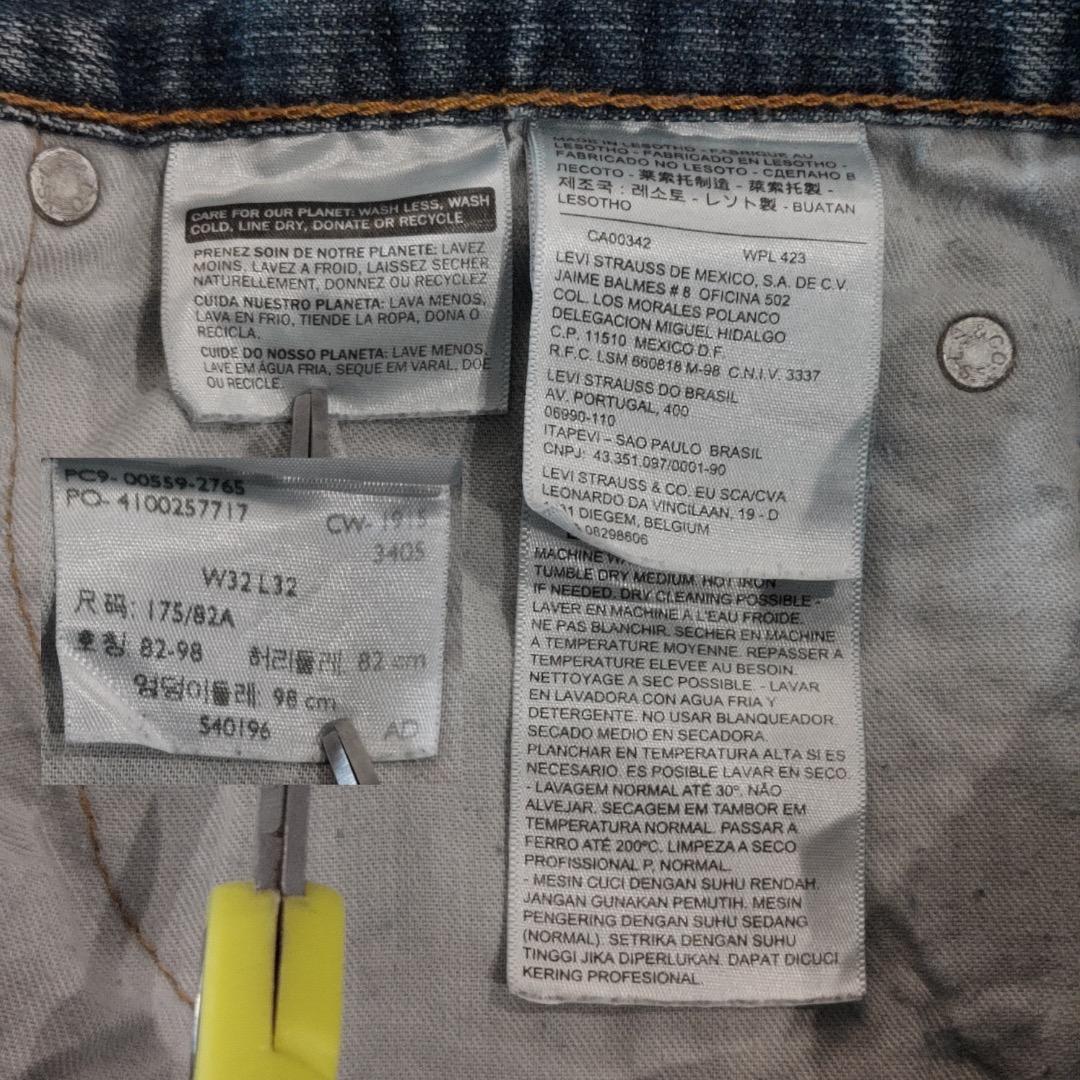 CARE FOR OUR PLANET: WASH LESS, WASH
COLD, LINE DRY, DONATE OR RECYCLE
PRENEZ SOIN DE NOTRE PLANETE: LAVEZ
MOINS, LAVEZ A FROID, LAISSEZ SECHER
NATURELLEMENT, DONNEZ OU RECYCLEZ
CUIDA NUESTRO PLANETA: LAVA MENOS,
LAVA EN FRIO, TIENDE LA ROPA, DONA O
RECICLA.
CUIDE DO NOSSO PLANETA: LAVE MENOS,
LAVE EM ÁGUA FRIA, SEQUE EM VARAL, DOE
OU RECICLE.
PC9- 00559-2765
PO- 4100257717
CW- 1915
3405
W32 L32
尺码: 175/82A
호칭: 82-98 허리둘레: 82 cm
엉덩이둘레: 98 cm
S40196 AD
MADE IN LESOTHO - FABRIQUE AU
LESOTHO - FABRICADO EN LESOTHO -
FABRICADO NO LESOTO - СДЕЛАНО В
ЛЕСОТО - 莱索托制造 - 萊索托製 -
제조국 : 레소토 - レソト製 - BUATAN
LESOTHO
CA00342 WPL 423
LEVI STRAUSS DE MEXICO, S.A. DE C.V.
JAIME BALMES # 8 OFICINA 502
COL. LOS MORALES POLANCO
DELEGACION MIGUEL HIDALGO
C.P. 11510 MEXICO D.F.
R.F.C. LSM 660818 M-98 C.N.I.V. 3337
LEVI STRAUSS DO BRASIL
AV. PORTUGAL, 400
06990-110
ITAPEVI – SAO PAULO BRASIL
CNPJ: 43.351.097/0001-90
LEVI STRAUSS & CO. EU SCA/CVA
LEONARDO DA VINCILAAN, 19 - D
DIEGEM, BELGIUM
08298606
MACHINE
TUMBLE DRY MEDIUM. HOT IRON
IF NEEDED. DRY CLEANING POSSIBLE -
LAVER EN MACHINE A L'EAU FROIDE.
NE PAS BLANCHIR. SECHER EN MACHINE
A TEMPERATURE MOYENNE. REPASSER A
TEMPERATURE ELEVEE AU BESOIN.
NETTOYAGE A SEC POSSIBLE. - LAVAR
EN LAVADORA CON AGUA FRIA Y
DETERGENTE. NO USAR BLANQUEADOR.
SECADO MEDIO EN SECADORA.
PLANCHAR EN TEMPERATURA ALTA SI ES
NECESARIO. ES POSIBLE LAVAR EN SECO.
- LAVAGEM NORMAL ATÉ 30°. NÃO
ALVEJAR. SECAGEM EM TAMBOR EM
TEMPERATURA NORMAL. PASSAR A
FERRO ATÉ 200ºC. LIMPEZA A SECO
PROFISSIONAL P, NORMAL.
- MESIN CUCI DENGAN SUHU RENDAH.
JANGAN GUNAKAN PEMUTIH. MESIN
PENGERING DENGAN SUHU SEDANG
(NORMAL). SETRIKA DENGAN SUHU
TINGGI JIKA DIPERLUKAN. DAPAT DICUCI
KERING PROFESIONAL.